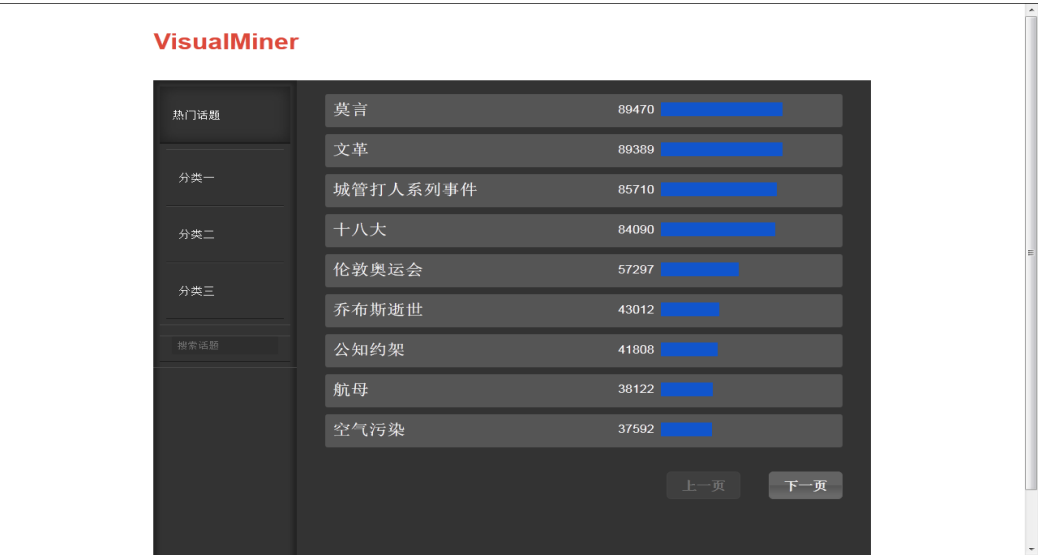 VisualMiner
热门话题
分类一
分类二
分类三
搜索话题
莫言 89470
文革 89389
城管打人系列事件 85710
十八大 84090
伦敦奥运会 57297
乔布斯逝世 43012
公知约架 41808
航母 38122
空气污染 37592
上一页 下一页